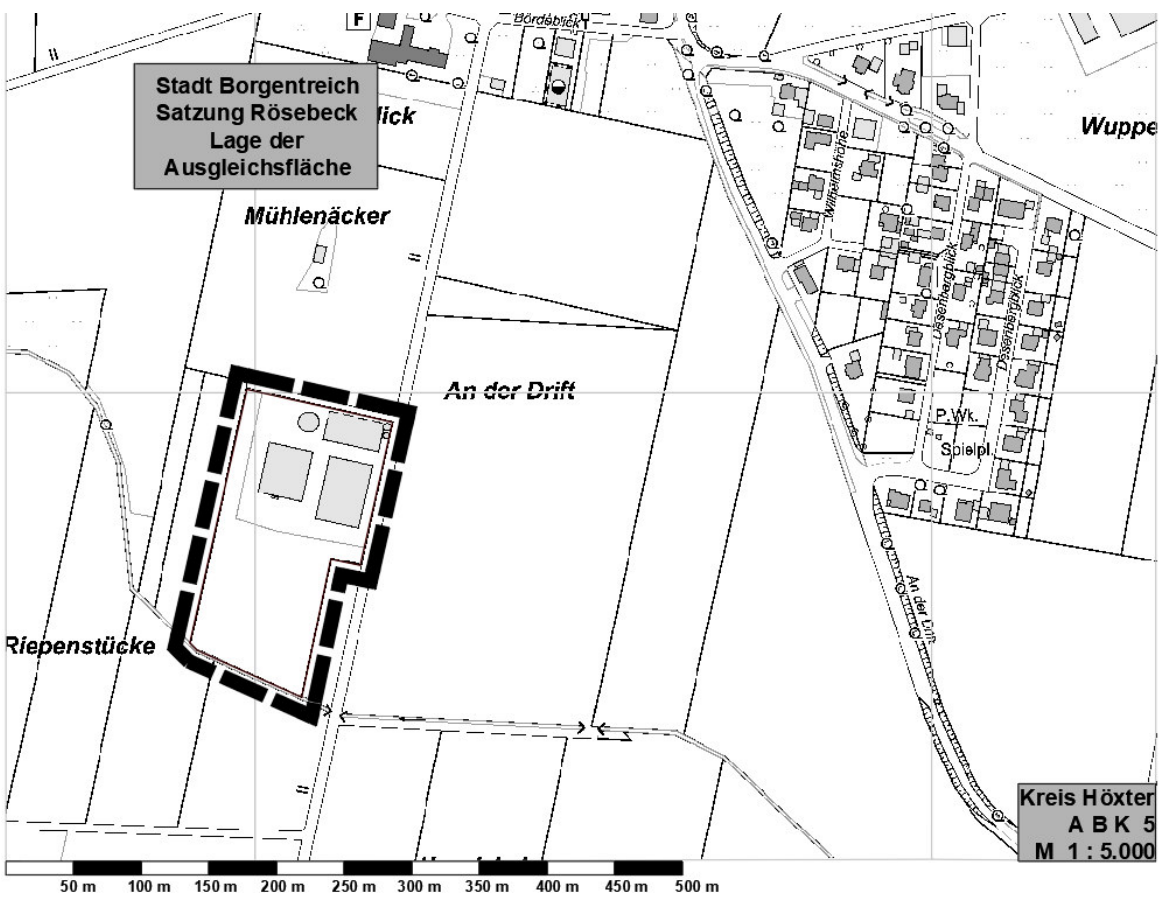 Bördeblick
F
Stadt Borgentreich
Satzung Rösebeck
Lage der
Ausgleichsfläche
lick
Wuppe
Wilhelmshöhe
Mühlenäcker
Desenbergblick
Desenbergblick
An der Drift
P.Wk.
Spielpl.
An der Drift
Riepenstücke
Kreis Höxter
A B K 5
M 1 : 5.000
50 m 100 m 150 m 200 m 250 m 300 m 350 m 400 m 450 m 500 m